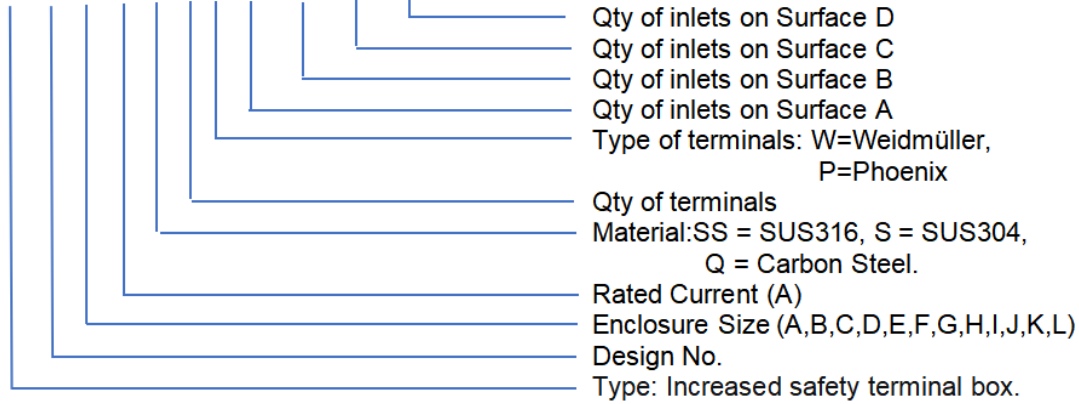 Qty of inlets on Surface D
Qty of inlets on Surface C
Qty of inlets on Surface B
Qty of inlets on Surface A
Type of terminals: W=Weidmüller,
P=Phoenix
Qty of terminals
Material:SS = SUS316, S = SUS304,
Q = Carbon Steel.
Rated Current (A)
Enclosure Size (A,B,C,D,E,F,G,H,I,J,K,L)
Design No.
Type: Increased safety terminal box.